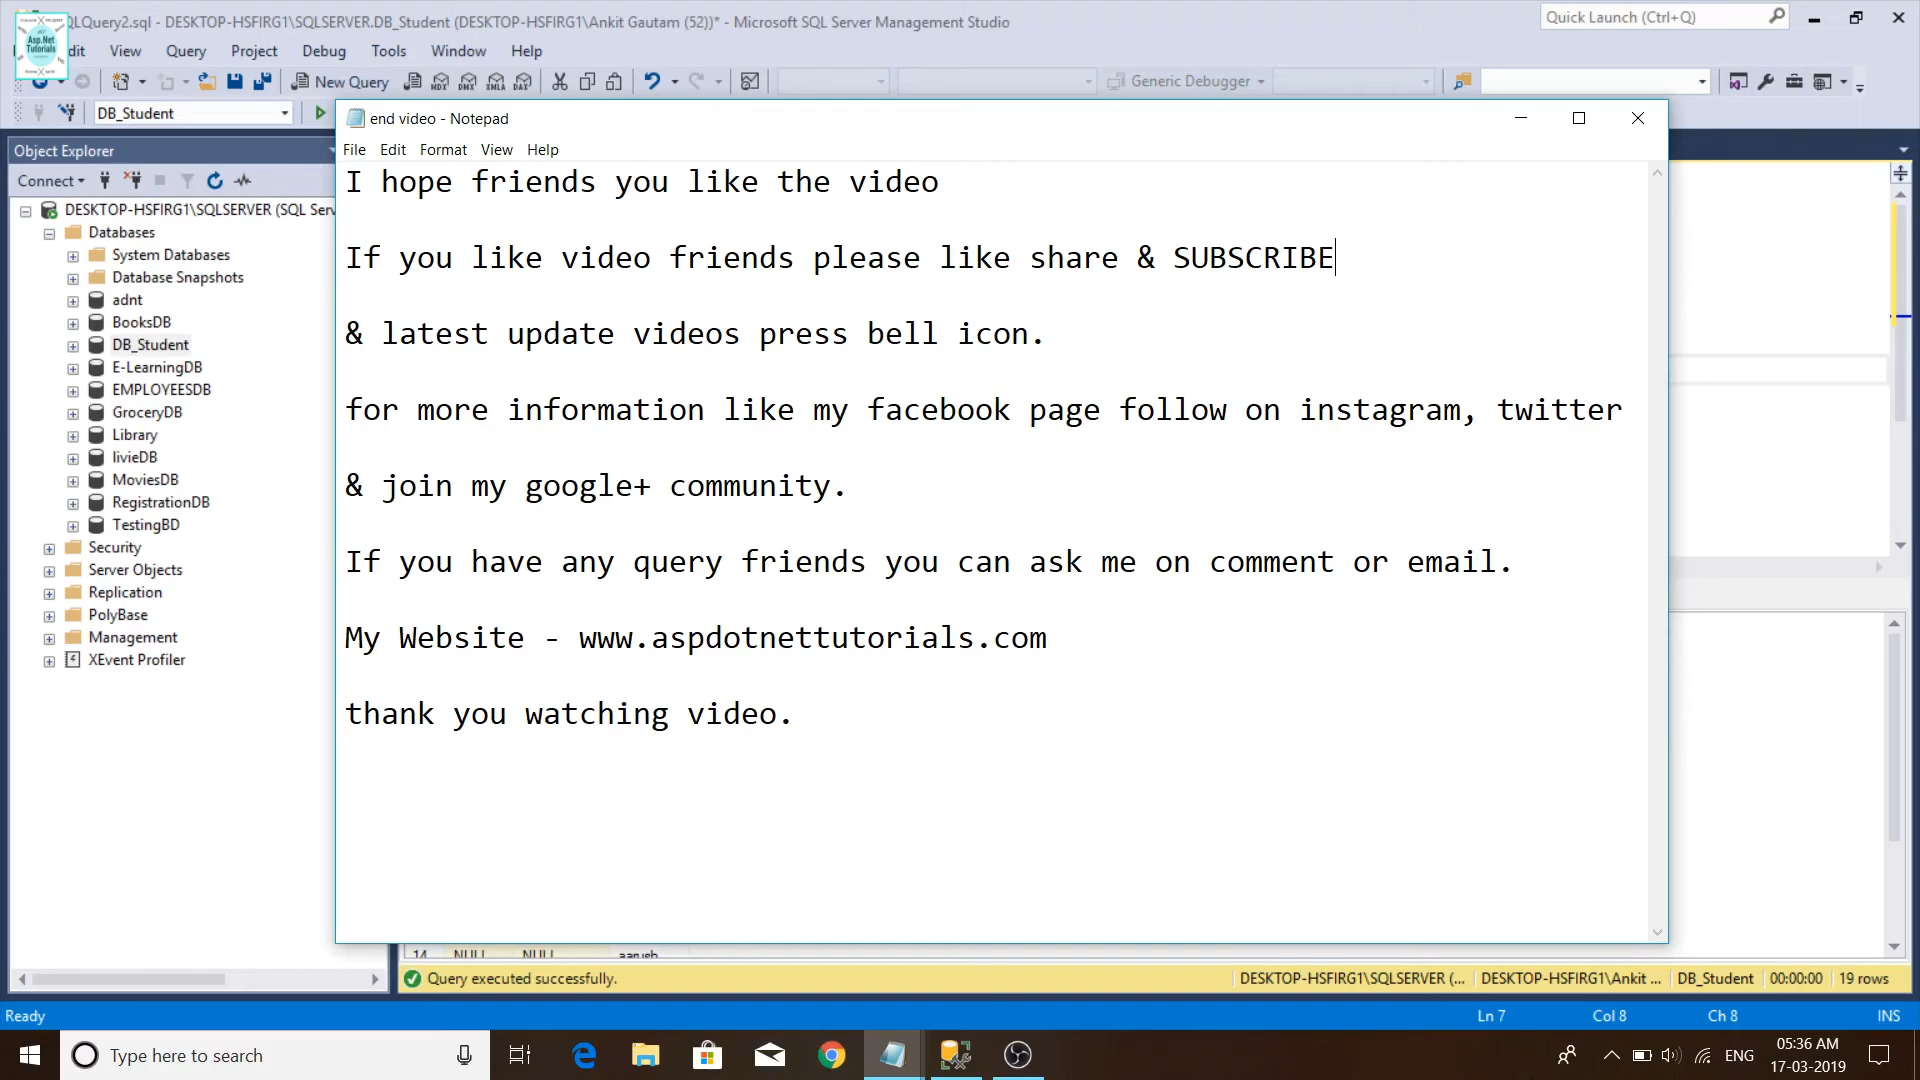 SQLQuery2.sql - DESKTOP-HSFIRG1\SQLSERVER.DB_Student (DESKTOP-HSFIRG1\Ankit Gautam (52))* - Microsoft SQL Server Management Studio
Quick Launch (Ctrl+Q)
Asp.Net
Tutorials
View Query Project Debug Tools Window Help
New Query
Generic Debugger
DB_Student
end video - Notepad
File Edit Format View Help
Object Explorer
Connect
DESKTOP-HSFIRG1\SQLSERVER (SQL Serv
Databases
System Databases
Database Snapshots
adnt
BooksDB
DB_Student
E-LearningDB
EMPLOYEESDB
GroceryDB
Library
livieDB
MoviesDB
RegistrationDB
TestingBD
Security
Server Objects
Replication
PolyBase
Management
XEvent Profiler
I hope friends you like the video
If you like video friends please like share & SUBSCRIBE
& latest update videos press bell icon.
for more information like my facebook page follow on instagram, twitter
& join my google+ community.
If you have any query friends you can ask me on comment or email.
My Website - www.aspdotnettutorials.com
thank you watching video.
14 NULL NULL aarush
Query executed successfully.
DESKTOP-HSFIRG1\SQLSERVER (... DESKTOP-HSFIRG1\Ankit ... DB_Student 00:00:00 19 rows
Ready
Ln 7 Col 8 Ch 8 INS
Type here to search
ENG
05:36 AM
17-03-2019